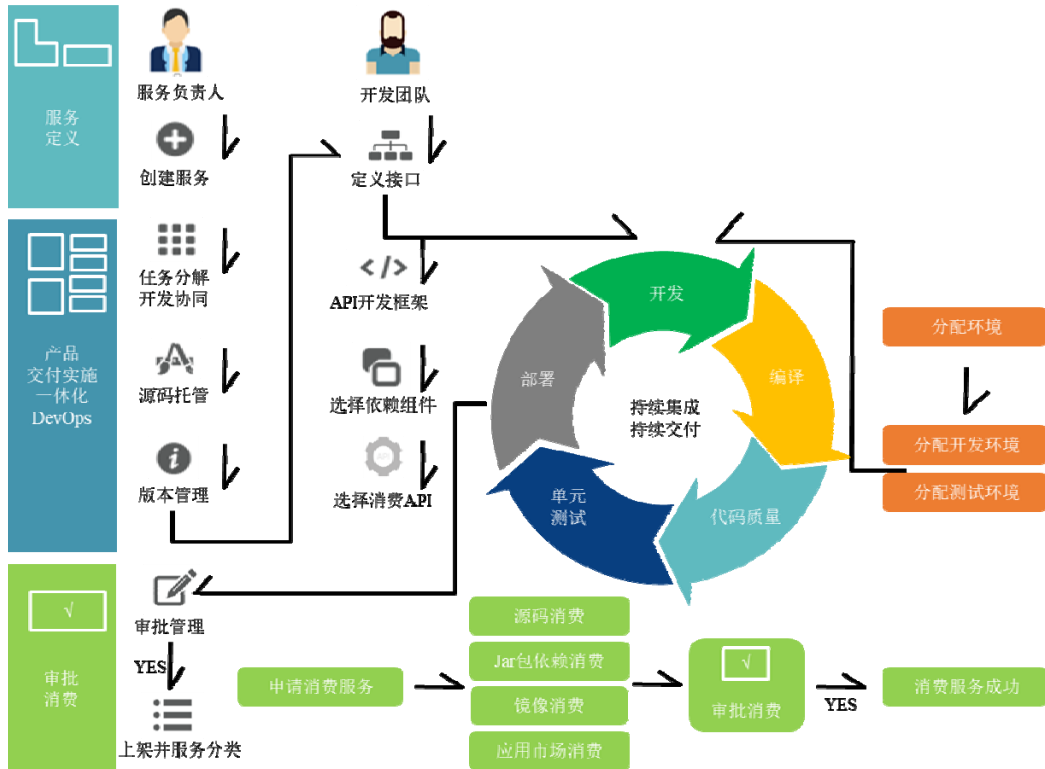 服务
定义
服务负责人
创建服务
开发团队
定义接口
产品
交付实施
一休化
DevOps
任务分解
开发协同
源码托管
版本管理
API开发框架
选择依赖组件
API
选择消费API
开发
编译
代码质量
单元
测试
部署
持续集成
持续交付
分配环境
分配开发环境
分配测试环境
√
审批
消费
审批管理
YES
上架并服务分类
申请消费服务
源码消费
Jar包依赖消费
镜像消费
应用市场消费
√
审批消费
YES
消费服务成功